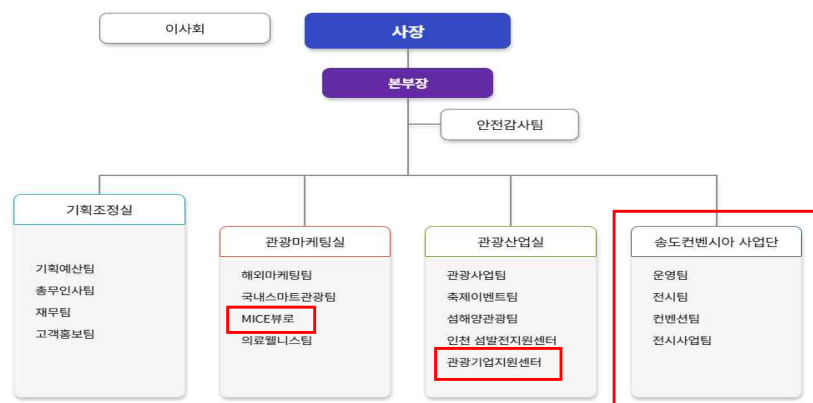 이사회
사장
본부장
안전감사팀
기획조정실
기획예산팀
총무인사팀
재무팀
고객홍보팀
관광마케팅실
해외마케팅팀
국내스마트관광팀
MICE뷰로
의료웰니스팀
관광산업실
관광사업팀
축제이벤트팀
섬해양관광팀
인천 섬발전지원센터
관광기업지원센터
송도컨벤시아 사업단
운영팀
전시팀
컨벤션팀
전시사업팀